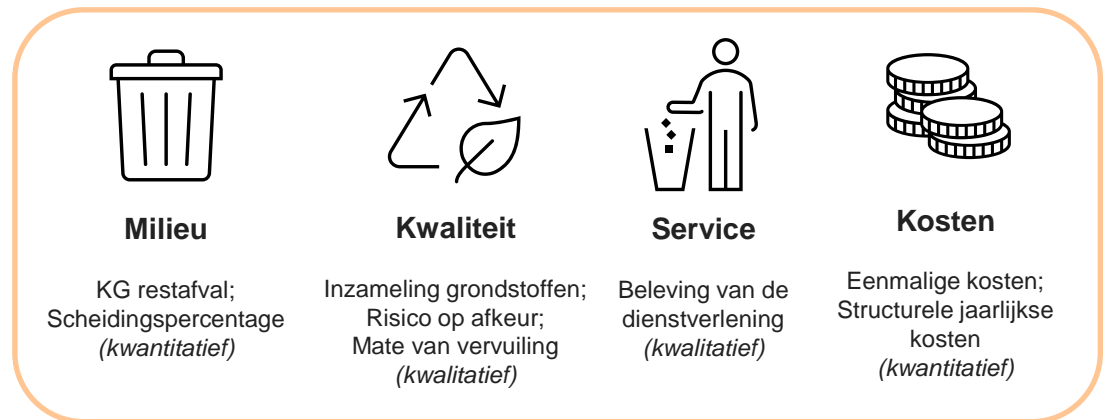 Milieu
KG restafval;
Scheidingspercentage
(kwantitatief)
Kwaliteit
Inzameling grondstoffen;
Risico op afkeur;
Mate van vervuiling
(kwalitatief)
Service
Beleving van de
dienstverlening
(kwalitatief)
Kosten
Eenmalige kosten;
Structurele jaarlijkse
kosten
(kwantitatief)